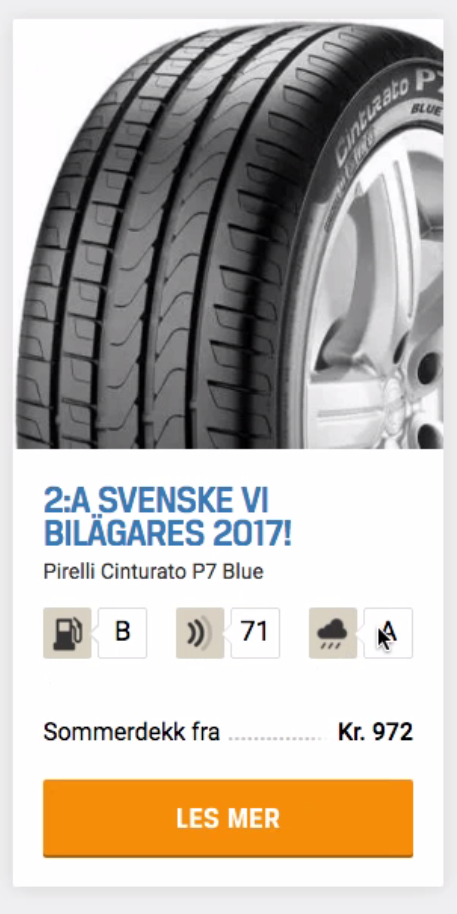 Cinturato P7
BLUE
2:A SVENSKE VI
BILÄGARES 2017!
Pirelli Cinturato P7 Blue
B 71 A
Sommerdekk fra Kr. 972
LES MER